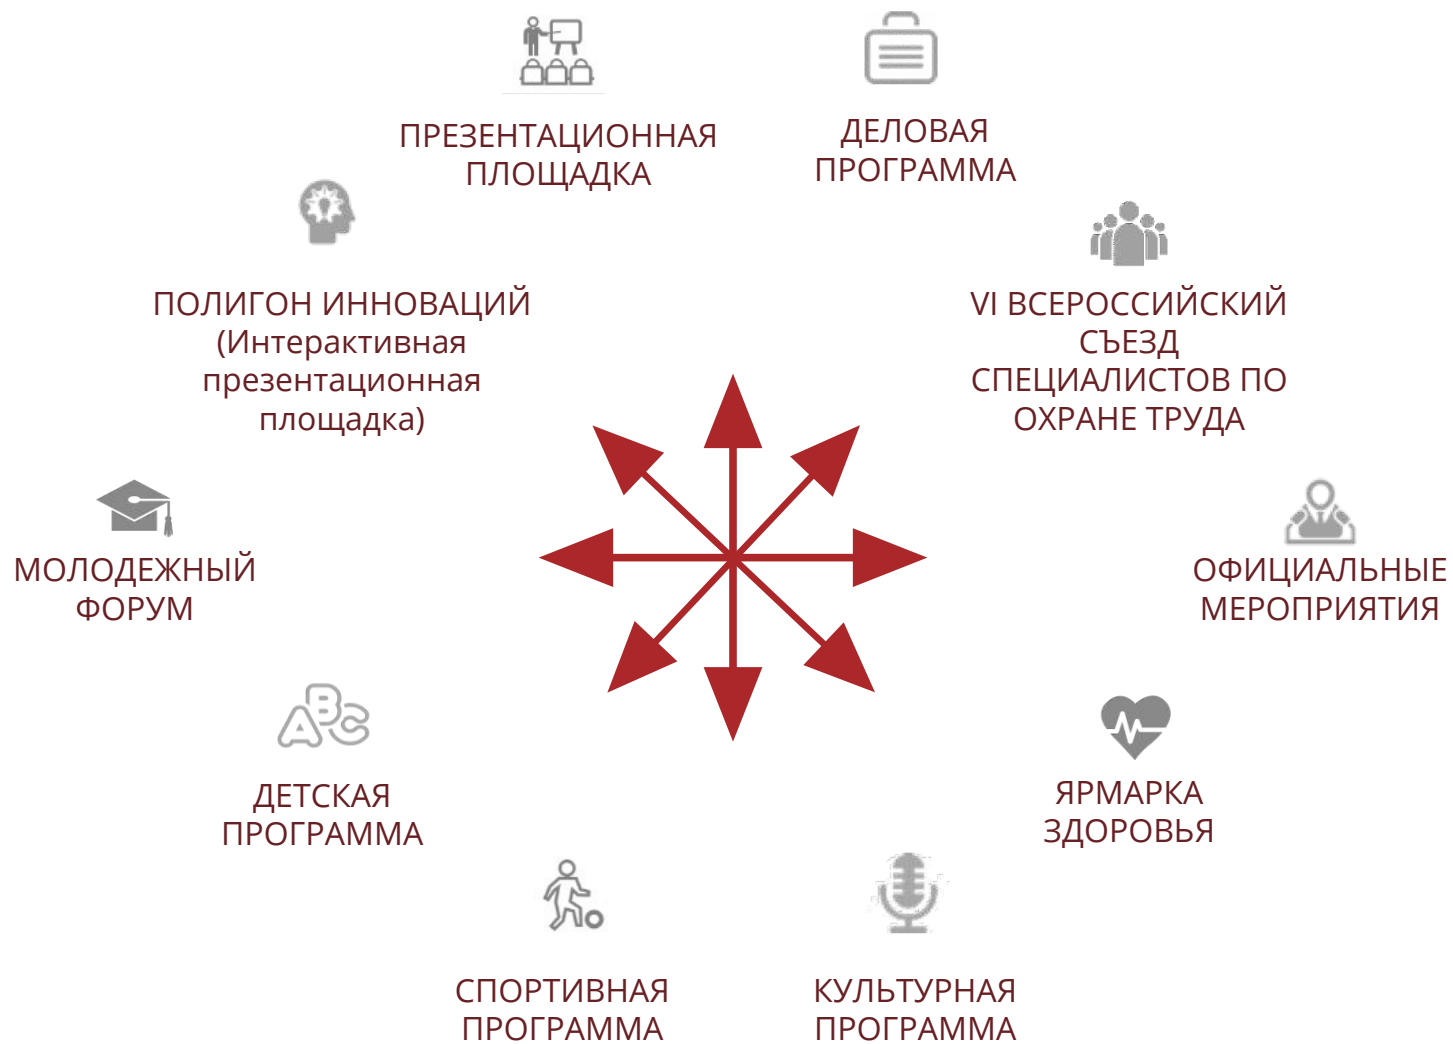 ПРЕЗЕНТАЦИОННАЯ
ПЛОЩАДКА
ДЕЛОВАЯ
ПРОГРАММА
ПОЛИГОН ИННОВАЦИЙ
(Интерактивная
презентационная
площадка)
VI ВСЕРОССИЙСКИЙ
СЪЕЗД
СПЕЦИАЛИСТОВ ПО
ОХРАНЕ ТРУДА
МОЛОДЕЖНЫЙ
ФОРУМ
ОФИЦИАЛЬНЫЕ
МЕРОПРИЯТИЯ
ABC
ДЕТСКАЯ
ПРОГРАММА
ЯРМАРКА
ЗДОРОВЬЯ
СПОРТИВНАЯ
ПРОГРАММА
КУЛЬТУРНАЯ
ПРОГРАММА